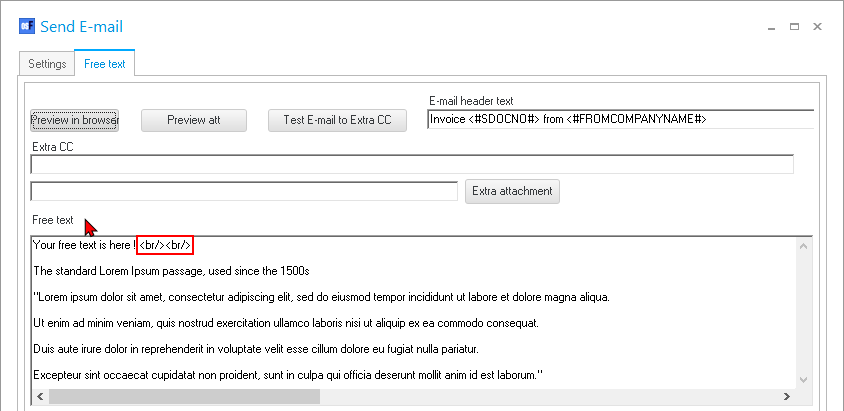 osF Send E-mail
Settings Free text
E-mail header text
Preview in browser Preview att Test E-mail to Extra CC Invoice <#SDOCNO#> from <#FROMCOMPANYNAME#>
Extra CC
Extra attachment
Free text
Your free text is here ! <br/><br/>
The standard Lorem Ipsum passage, used since the 1500s
"Lorem ipsum dolor sit amet, consectetur adipiscing elit, sed do eiusmod tempor incididunt ut labore et dolore magna aliqua.
Ut enim ad minim veniam, quis nostrud exercitation ullamco laboris nisi ut aliquip ex ea commodo consequat.
Duis aute irure dolor in reprehenderit in voluptate velit esse cillum dolore eu fugiat nulla pariatur.
Excepteur sint occaecat cupidatat non proident, sunt in culpa qui officia deserunt mollit anim id est laborum."